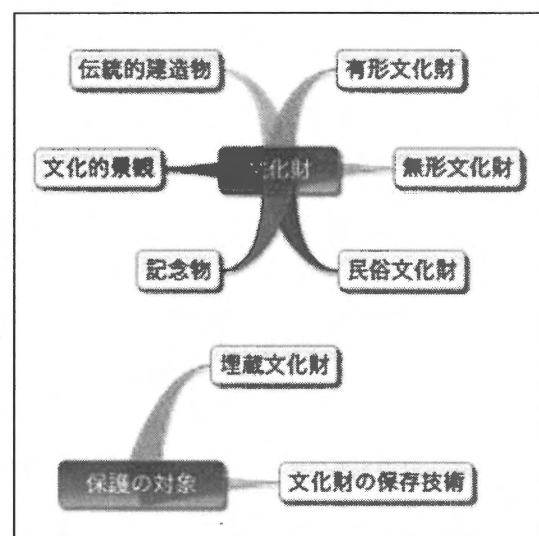 伝統的建造物
有形文化財
文化的景観
文化財
無形文化財
記念物
民俗文化財
埋蔵文化財
保護の対象
文化財の保存技術